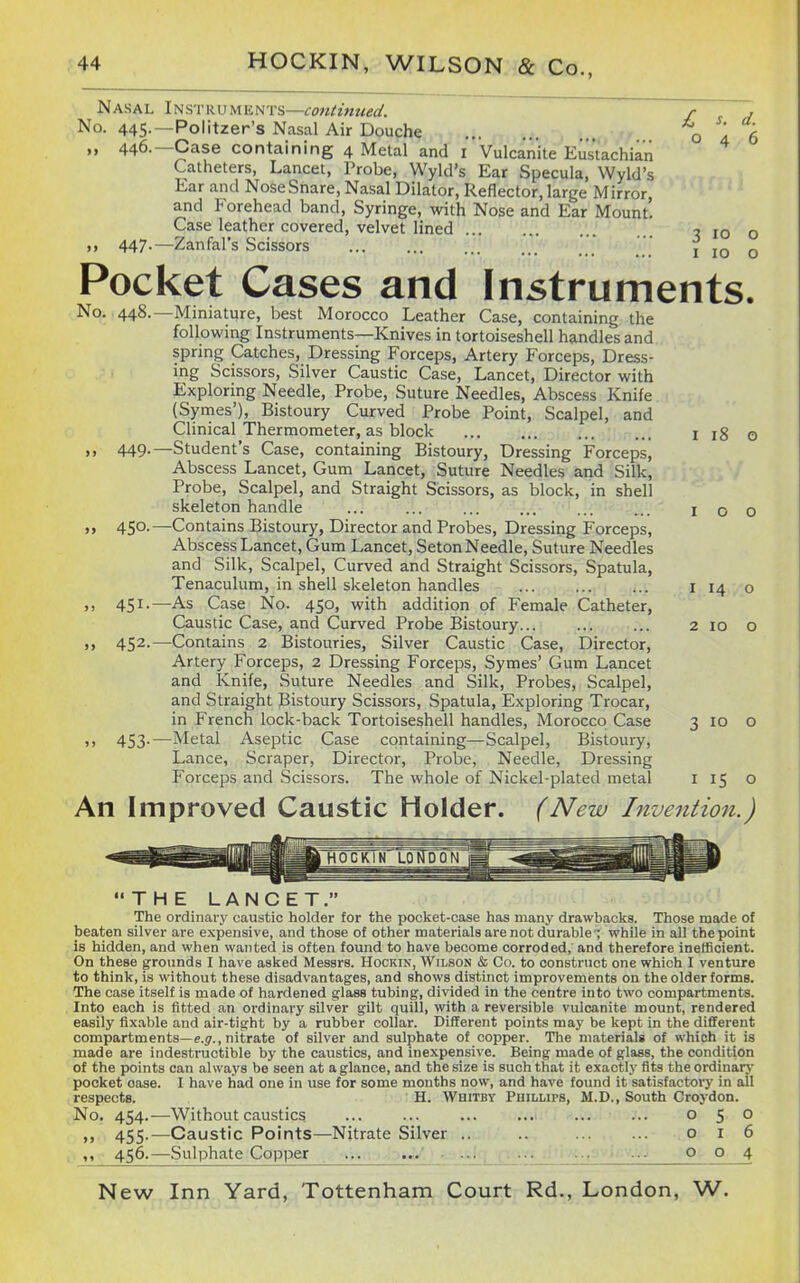 44 HOCKIN, WILSON & Co.,
Nasal Instruments—continued.
£ s. d.
No. 445.—Politzer's Nasal Air Douche ... ... ... ... 0 4 6
„ 446.—Case containing 4 Metal and 1 Vulcanite Eustachian
Catheters, Lancet, Probe, Wyld's Ear Specula, Wyld's
Ear and Nose Snare, Nasal Dilator, Reflector, large Mirror,
and Forehead band, Syringe, with Nose and Ear Mount.
Case leather covered, velvet lined ... ... ... ... 3 10 0
„ 447.—Zanfal's Scissors ... ... ... ... ... ... 1 10 0
Pocket Cases and Instruments.
No. 448.—Miniature, best Morocco Leather Case, containing the
following Instruments—Knives in tortoiseshell handles and
spring Catches, Dressing Forceps, Artery Forceps, Dress-
ing Scissors, Silver Caustic Case, Lancet, Director with
Exploring Needle, Probe, Suture Needles, Abscess Knife
(Symes'), Bistoury Curved Probe Point, Scalpel, and
Clinical Thermometer, as block ... ... ... ... 1 18 0
„ 449.—Student's Case, containing Bistoury, Dressing Forceps,
Abscess Lancet, Gum Lancet, Suture Needles and Silk,
Probe, Scalpel, and Straight Scissors, as block, in shell
skeleton handle ... ... ... ... ... ... 1 0 0
„ 450.—Contains Bistoury, Director and Probes, Dressing Forceps,
Abscess Lancet, Gum Lancet, Seton Needle, Suture Needles
and Silk, Scalpel, Curved and Straight Scissors, Spatula,
Tenaculum, in shell skeleton handles ... ... ... 1 14 0
„ 451.—As Case No. 450, with addition of Female Catheter,
Caustic Case, and Curved Probe Bistoury... ... ... 2 10 0
„ 452.—Contains 2 Bistouries, Silver Caustic Case, Director,
Artery Forceps, 2 Dressing Forceps, Symes' Gum Lancet
and Knife, Suture Needles and Silk, Probes, Scalpel,
and Straight Bistoury Scissors, Spatula, Exploring Trocar,
in French lock-back Tortoiseshell handles, Morocco Case 3 10 0
„ 453.—Metal Aseptic Case containing—Scalpel, Bistoury,
Lance, Scraper, Director, Probe, Needle, Dressing
Forceps and Scissors. The whole of Nickel-plated metal 1 15 0
An Improved Caustic Holder. (New Invention.)
HOCKIN LONDON
"THE LANCET."
The ordinary caustic holder for the pocket-case has many drawbacks. Those made of
beaten silver are expensive, and those of other materials are not durable; while in all the point
is hidden, and when wanted is often found to have become corroded, and therefore inefficient.
On these grounds I have asked Messrs. Hockin, Wilson & Co. to construct one which I venture
to think, is without these disadvantages, and shows distinct improvements on the older forms.
The case itself is made of hardened glass tubing, divided in the centre into two compartments.
Into each is fitted an ordinary silver gilt quill, with a reversible vulcanite mount, rendered
easily fixable and air-tight by a rubber collar. Different points may be kept in the different
compartments—e.g., nitrate of silver and sulphate of copper. The materials of which it is
made are indestructible by the caustics, and inexpensive. Being made of glass, the condition
of the points can always be seen at a glance, and the size is such that it exactly fits the ordinary
pocket case. I have had one in use for some months now, and have found it satisfactory in all
respects. H. Whitby Phillips, M.D., South Croydon.
No. 454.—Without caustics ... ... ... ... ... ... 0 5 0
„ 455.—Caustic Points—Nitrate Silver .. .. ... ... 0 1 6
„ 456.—Sulphate Copper ... ... ... ... ... ... 0 0 4
New Inn Yard, Tottenham Court Rd., London, W.